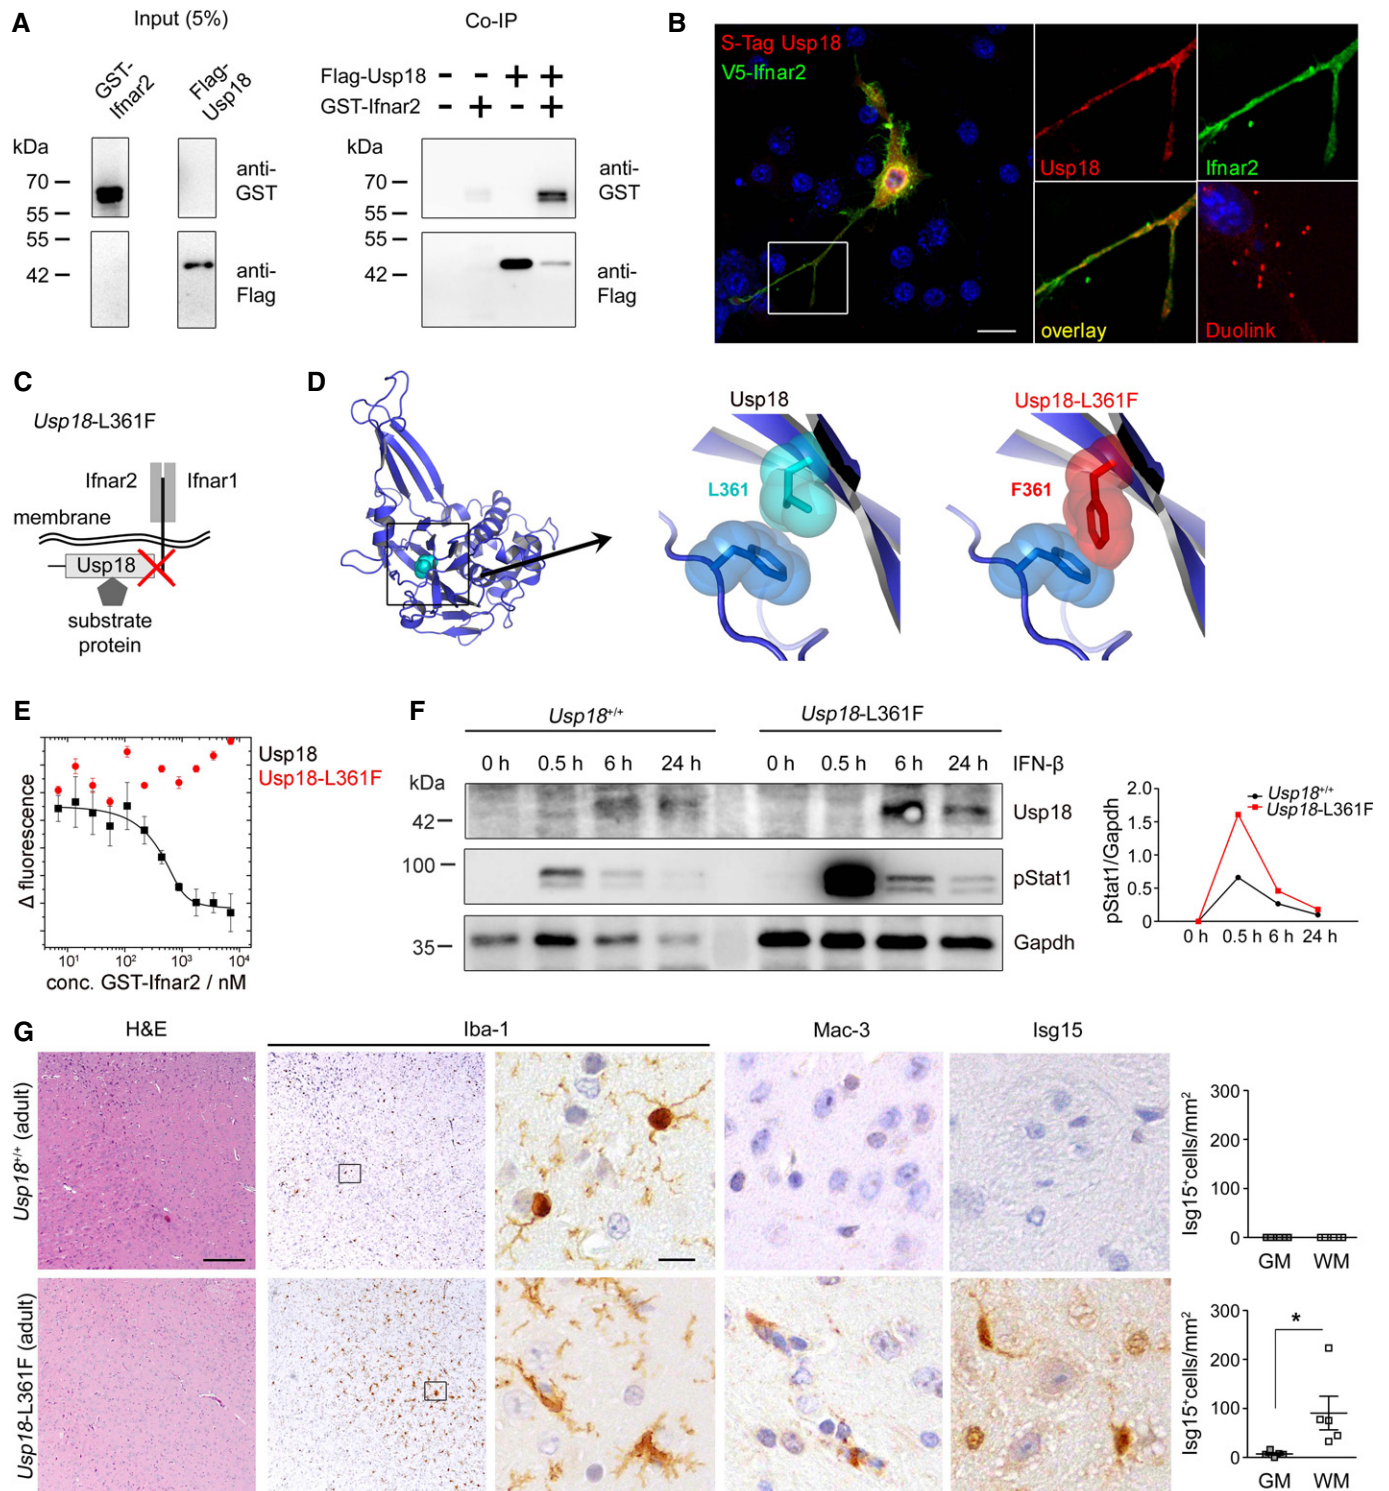 A
Input (5%)
Co-IP
GST-
Ifnar2
Flag-
Usp18
Flag-Usp18 - - + +
GST-Ifnar2 - + - +
kDa
70
55
55
42
anti-
GST
anti-
Flag
kDa
70
55
55
42
anti-
GST
anti-
Flag
B
S-Tag Usp18
V5-Ifnar2
Usp18
Ifnar2
overlay
Duolink
C
Usp18-L361F
Ifnar2
Ifnar1
membrane
Usp18
substrate
protein
D
Usp18
L361
Usp18-L361F
F361
E
Usp18
Usp18-L361F
Δ fluorescence
10¹ 10² 10³ 10⁴
conc. GST-Ifnar2 / nM
F
Usp18⁺/⁺
Usp18-L361F
0 h 0.5 h 6 h 24 h 0 h 0.5 h 6 h 24 h IFN-β
kDa
42
Usp18
100
pStat1
35
Gapdh
Usp18⁺/⁺
Usp18-L361F
pStat1/Gapdh
2.0
1.5
1.0
0.5
0
0 h 0.5 h 6 h 24 h
G
H&E
Iba-1
Mac-3
Isg15
Usp18⁺/⁺ (adult)
Isg15⁺cells/mm²
300
200
100
0
GM WM
Usp18-L361F (adult)
Isg15⁺cells/mm²
300
200
100
0
*
GM WM